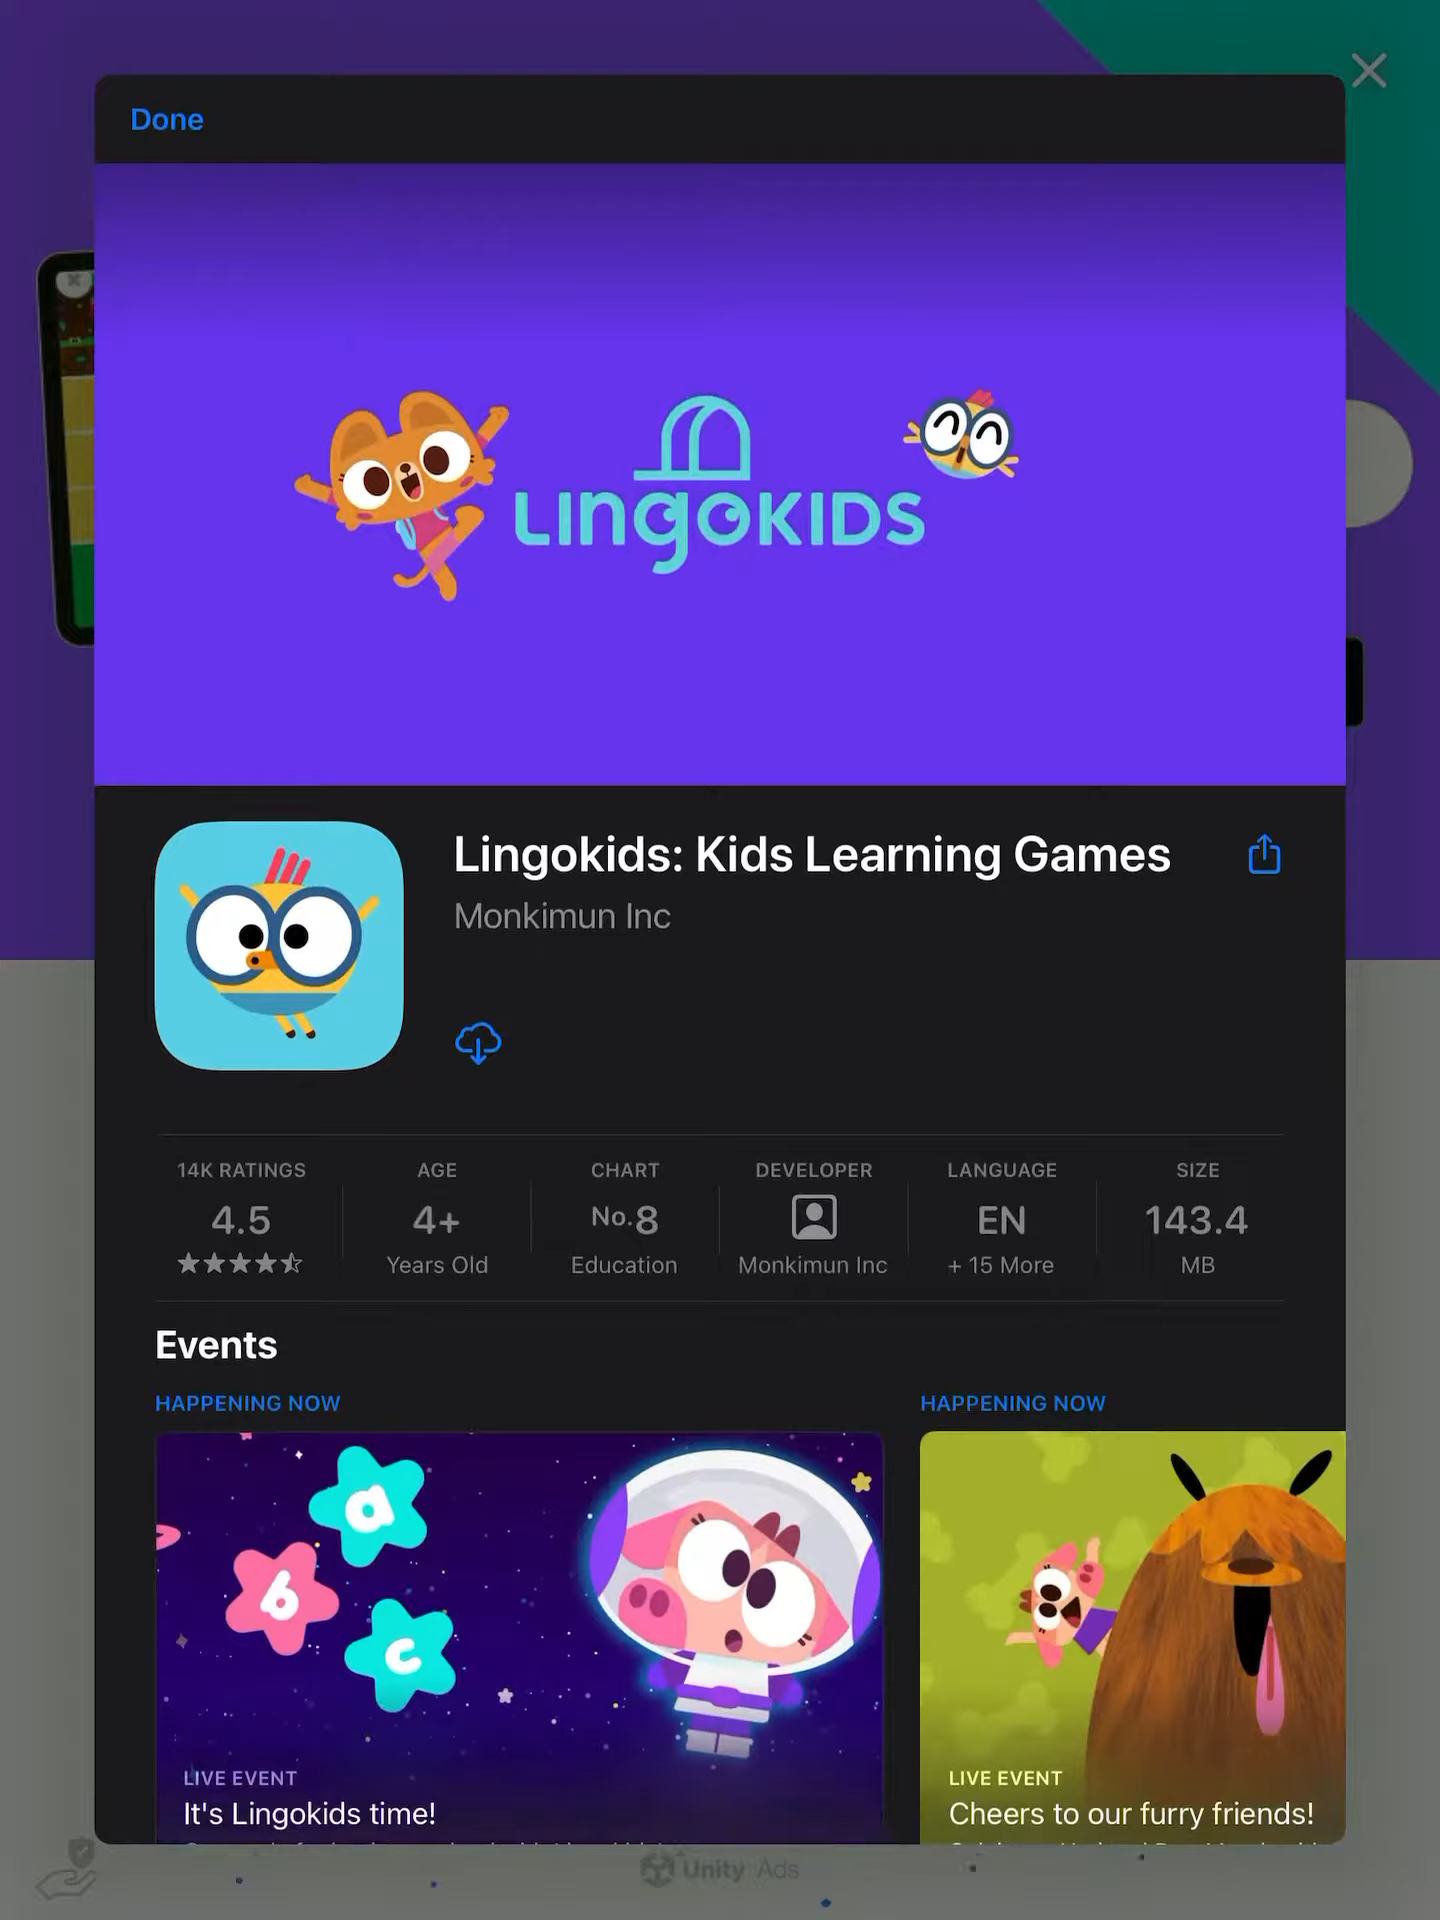 Done
LINGOKIDS
Lingokids: Kids Learning Games
Monkimun Inc
14K RATINGS
4.5
AGE
4+
Years Old
CHART
No.8
Education
DEVELOPER
Monkimun Inc
LANGUAGE
EN
+ 15 More
SIZE
143.4
MB
Events
HAPPENING NOW
a
b
c
LIVE EVENT
It's Lingokids time!
HAPPENING NOW
LIVE EVENT
Cheers to our furry friends!
Unity Ads